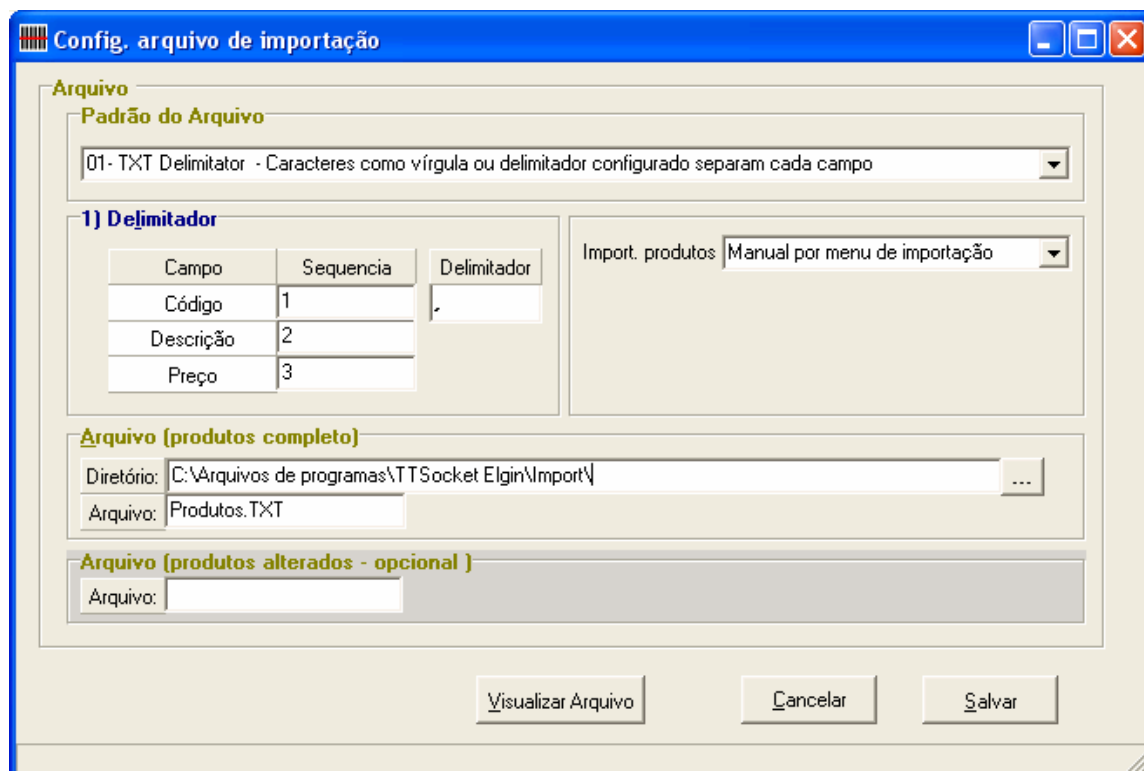 Config. arquivo de importação
Arquivo
Padrão do Arquivo
01- TXT Delimitator  - Caracteres como vírgula ou delimitador configurado separam cada campo
1) Delimitador
Campo Sequencia Delimitador
Código 1 ,
Descrição 2
Preço 3
Import. produtos Manual por menu de importação
Arquivo (produtos completo)
Diretório: C:\Arquivos de programas\TTSocket Elgin\Import\
Arquivo: Produtos.TXT
Arquivo (produtos alterados - opcional )
Arquivo:
Visualizar Arquivo Cancelar Salvar